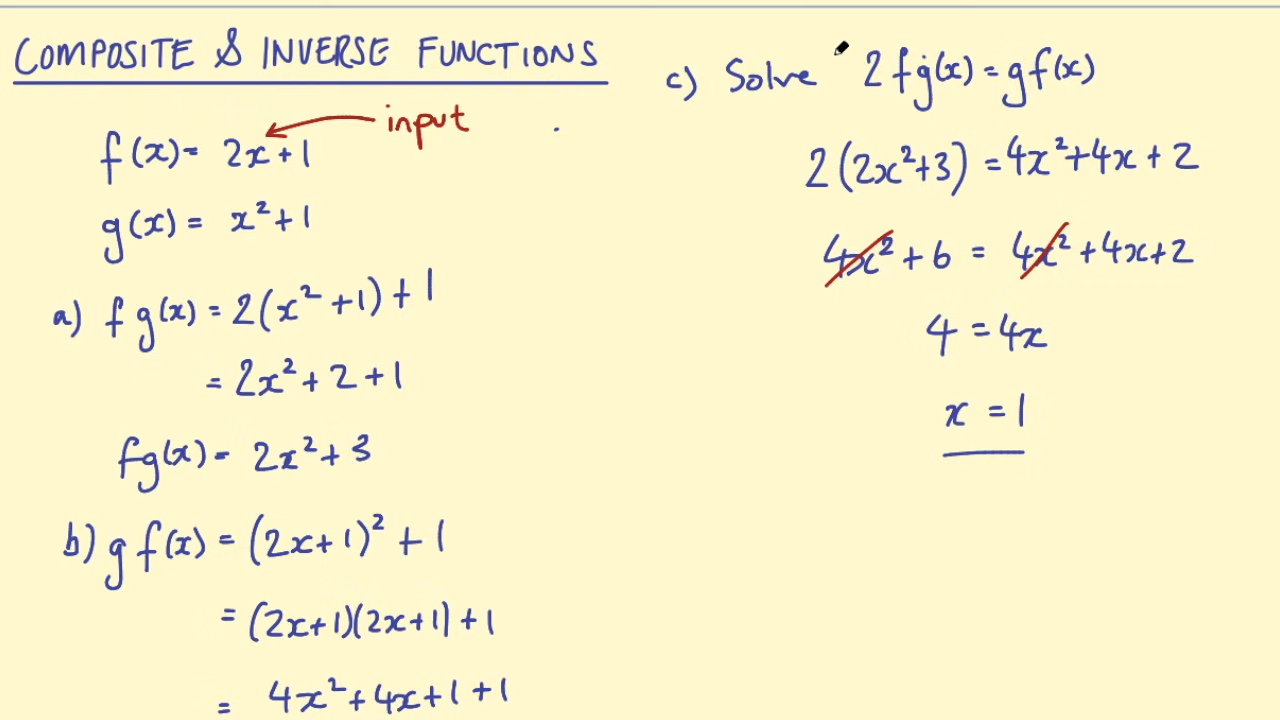 COMPOSITE & INVERSE FUNCTIONS
f(x)= 2x+1
input
g(x) = x²+1
a) fg(x) = 2(x²+1)+1
= 2x²+2+1
fg(x)= 2x²+3
b) gf(x) = (2x+1)²+1
= (2x+1)(2x+1)+1
= 4x²+4x+1+1
c) Solve 2fg(x)=gf(x)
2(2x²+3)=4x²+4x+2
4x²+6 = 4x²+4x+2
4 = 4x
x = 1